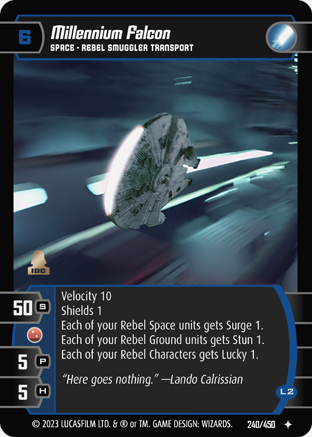 6
Millennium Falcon
SPACE - REBEL SMUGGLER TRANSPORT
IDC
50 S
5 P
5 H
Velocity 10
Shields 1
Each of your Rebel Space units gets Surge 1.
Each of your Rebel Ground units gets Stun 1.
Each of your Rebel Characters gets Lucky 1.
“Here goes nothing.” —Lando Calrissian
L2
© 2023 LUCASFILM LTD. & ® or TM. GAME DESIGN: WIZARDS.
240/450